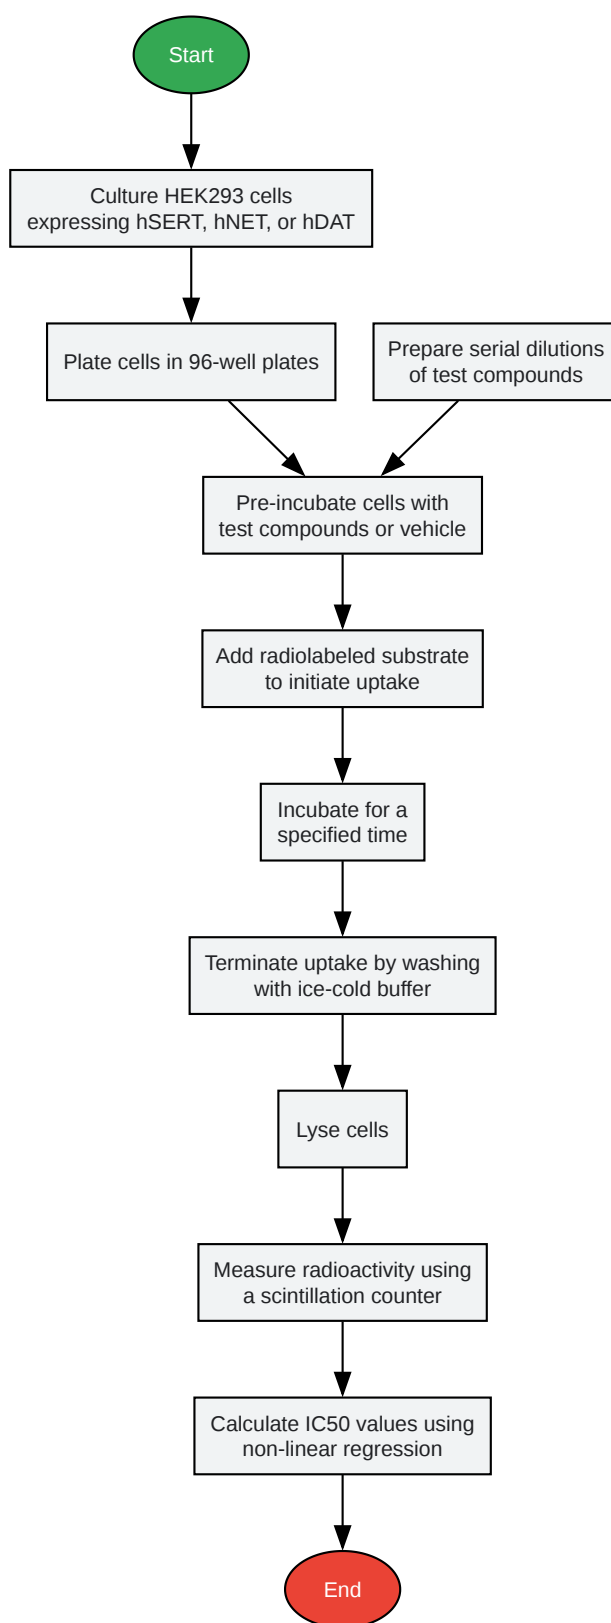 Start
Culture HEK293 cells
expressing hSERT, hNET, or hDAT
Plate cells in 96-well plates
Prepare serial dilutions
of test compounds
Pre-incubate cells with
test compounds or vehicle
Add radiolabeled substrate
to initiate uptake
Incubate for a
specified time
Terminate uptake by washing
with ice-cold buffer
Lyse cells
Measure radioactivity using
a scintillation counter
Calculate IC50 values using
non-linear regression
End